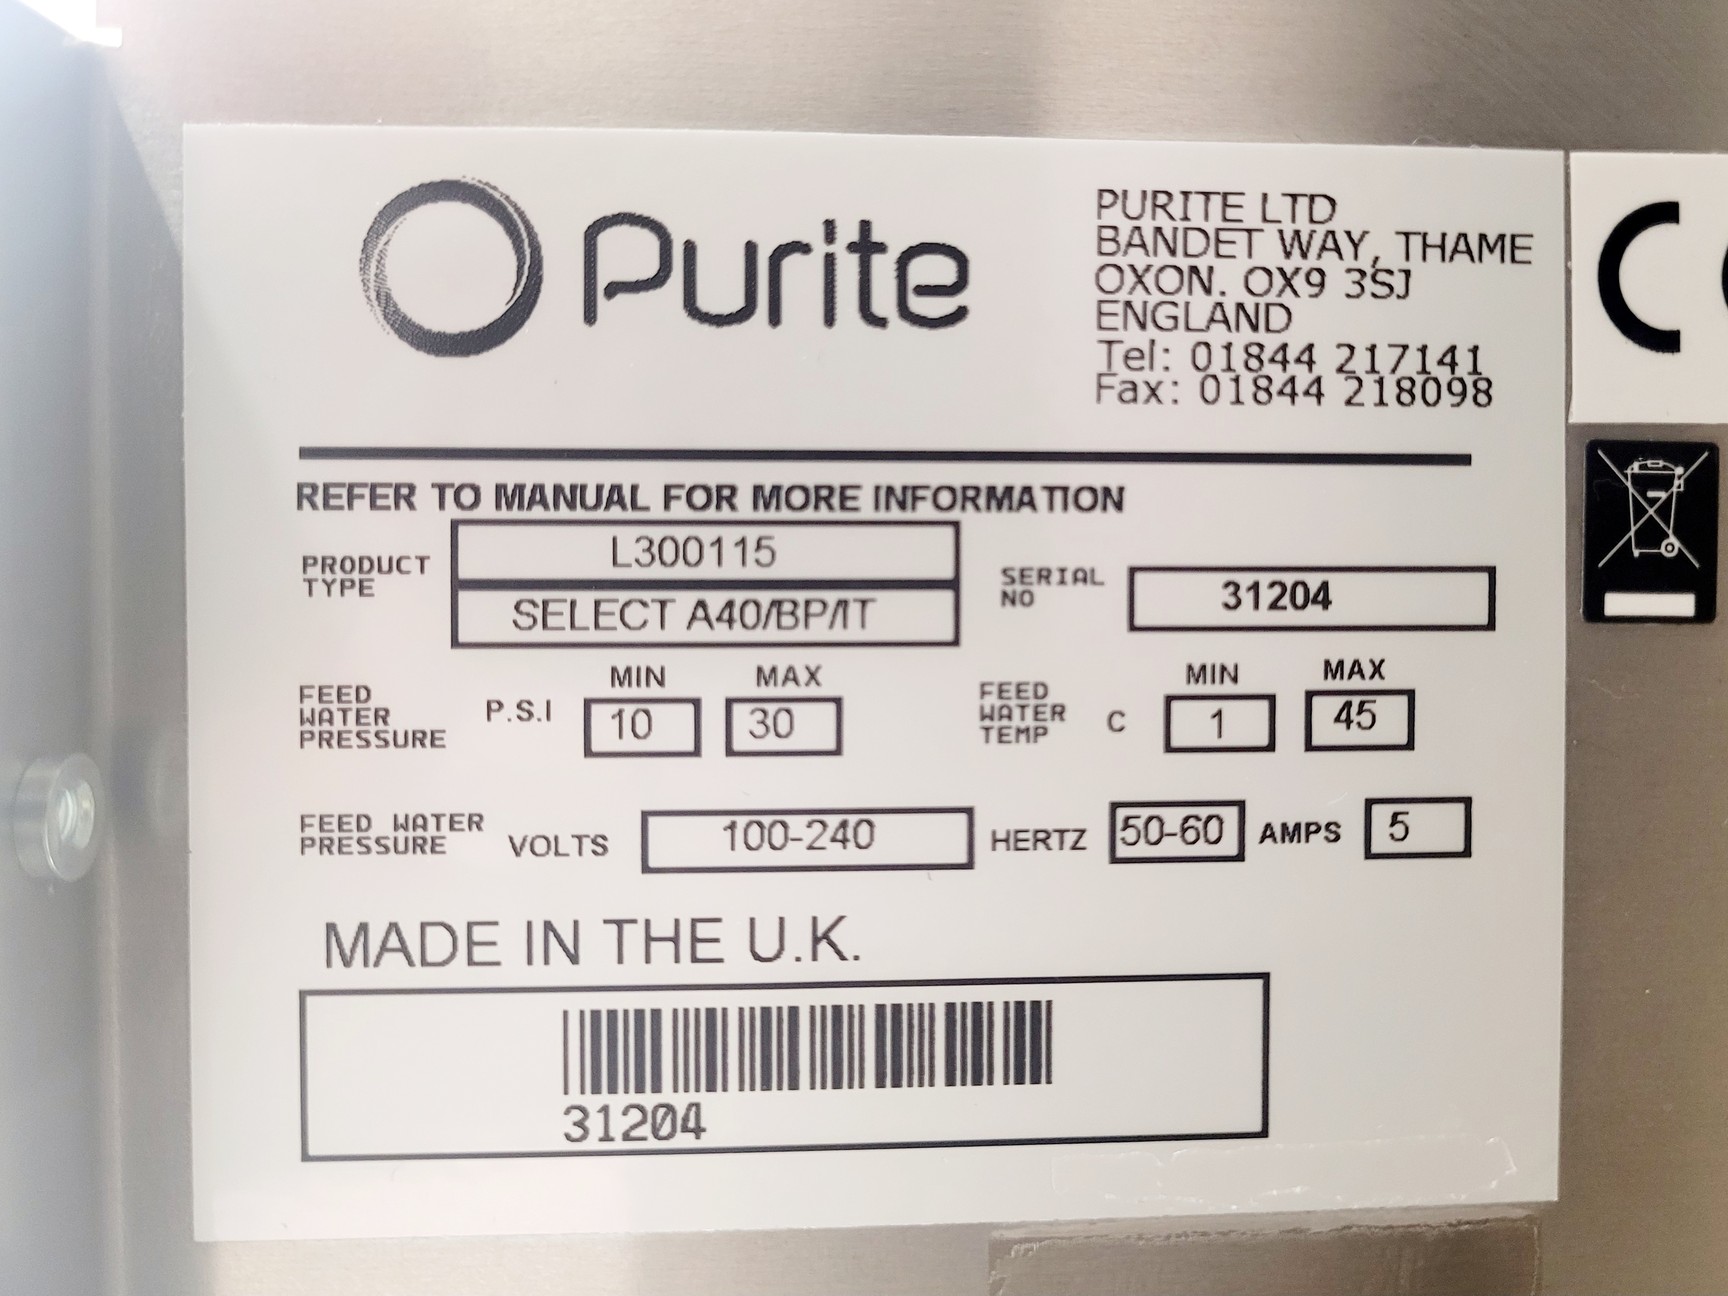 Purite
PURITE LTD
BANDET WAY, THAME
OXON. OX9 3SJ
ENGLAND
Tel: 01844 217141
Fax: 01844 218098
REFER TO MANUAL FOR MORE INFORMATION
PRODUCT
TYPE
L300115
SELECT A40/BP/IT
SERIAL
NO
31204
FEED
WATER
PRESSURE
P.S.I
MIN
10
MAX
30
FEED
WATER
TEMP
C
MIN
1
MAX
45
FEED WATER
PRESSURE
VOLTS
100-240
HERTZ
50-60
AMPS
5
MADE IN THE U.K.
31204